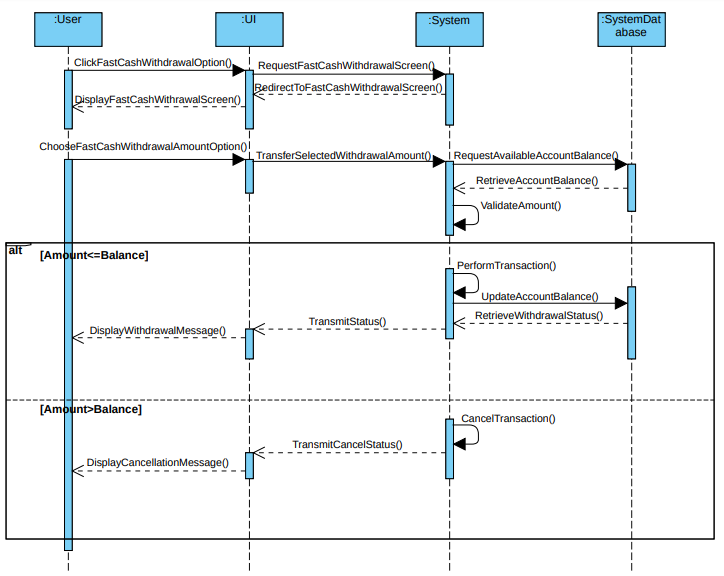 :User
:UI
:System
:SystemDat
abase
ClickFastCashWithdrawalOption()
RequestFastCashWithdrawalScreen()
RedirectToFastCashWithdrawalScreen()
DisplayFastCashWithrawalScreen()
ChooseFastCashWithdrawalAmountOption()
TransferSelectedWithdrawalAmount()
RequestAvailableAccountBalance()
RetrieveAccountBalance()
ValidateAmount()
alt
[Amount<=Balance]
PerformTransaction()
UpdateAccountBalance()
RetrieveWithdrawalStatus()
TransmitStatus()
DisplayWithdrawalMessage()
[Amount>Balance]
CancelTransaction()
TransmitCancelStatus()
DisplayCancellationMessage()